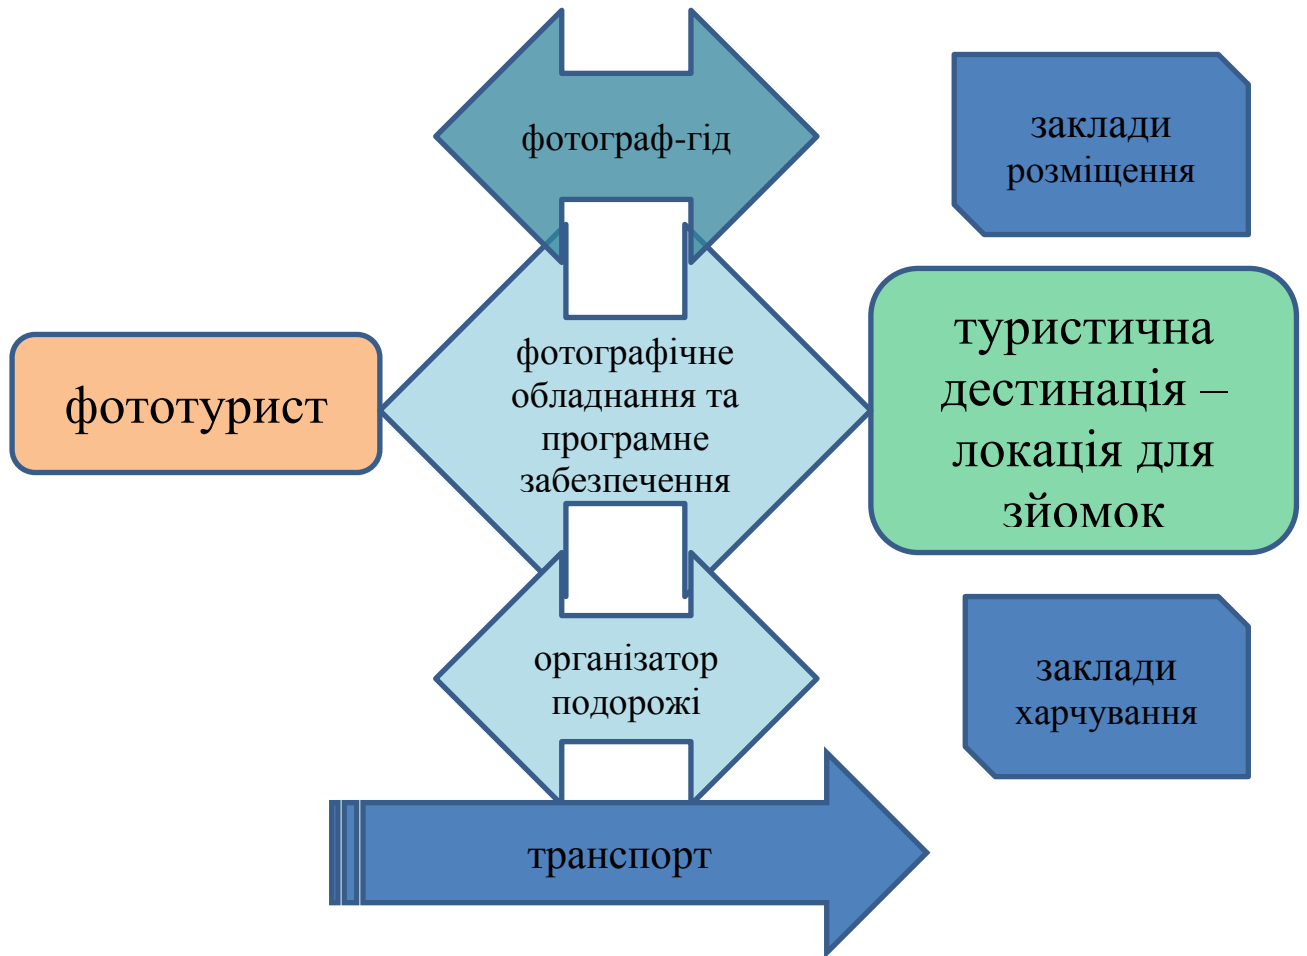 фотограф-гід
заклади
розміщення
фототурист
фотографічне
обладнання та
програмне
забезпечення
туристична
дестинація –
локація для
зйомок
організатор
подорожі
заклади
харчування
транспорт